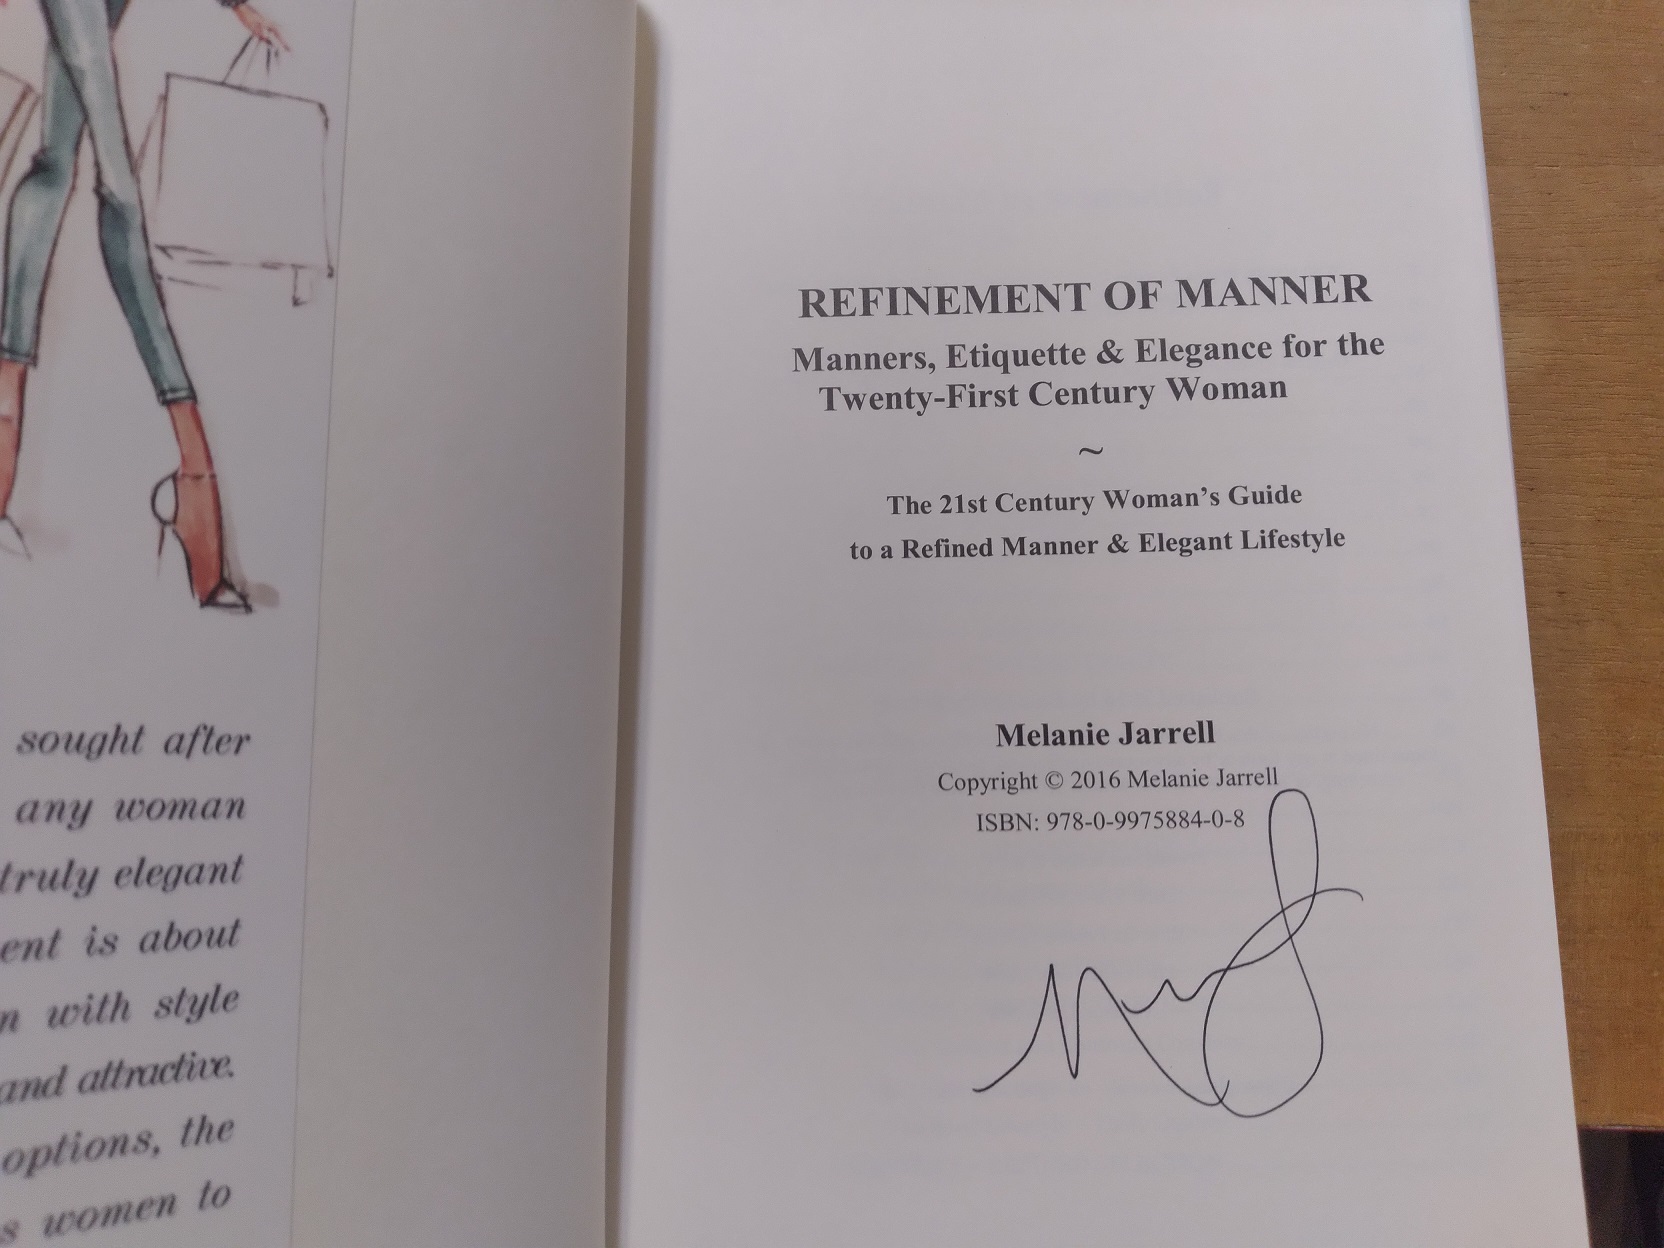 sought after
any woman
truly elegant
ent is about
n with style
and attractive.
options, the
s women to
REFINEMENT OF MANNER
Manners, Etiquette & Elegance for the
Twenty-First Century Woman
~
The 21st Century Woman's Guide
to a Refined Manner & Elegant Lifestyle
Melanie Jarrell
Copyright © 2016 Melanie Jarrell
ISBN: 978-0-9975884-0-8